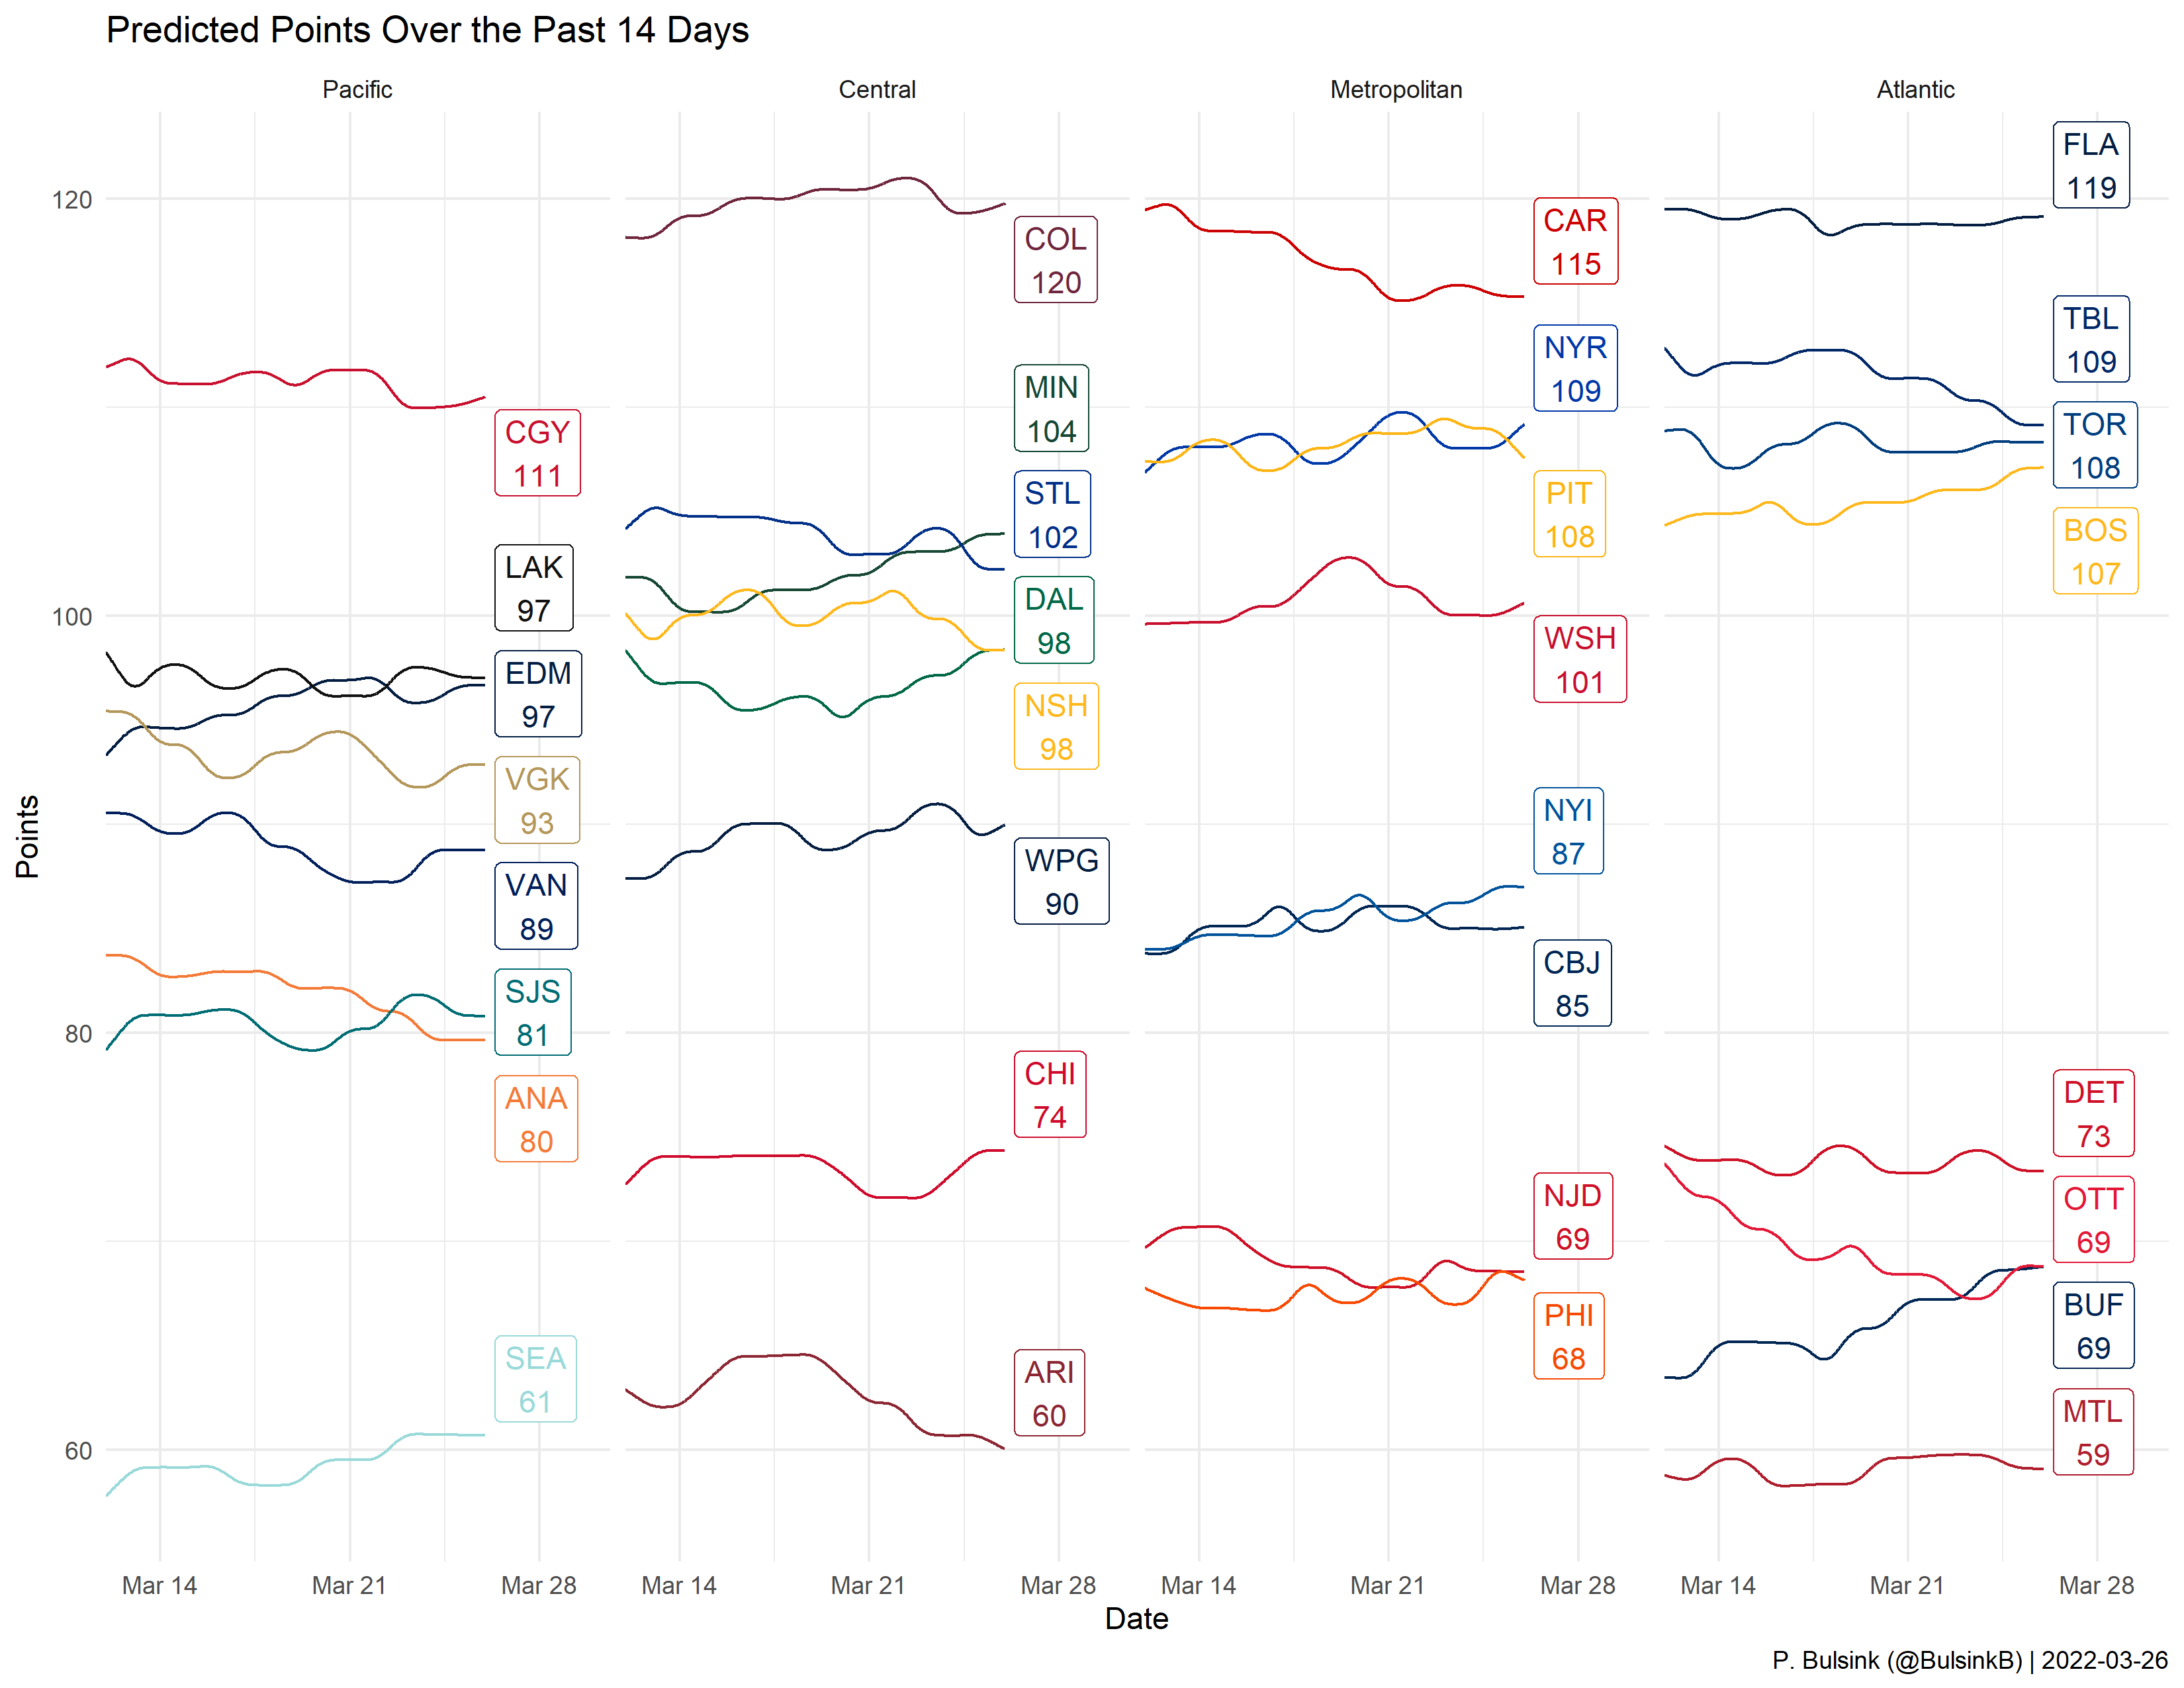 Predicted Points Over the Past 14 Days
Pacific
Central
Metropolitan
Atlantic
Points
120
100
80
60
CGY
111
LAK
97
EDM
97
VGK
93
VAN
89
SJS
81
ANA
80
SEA
61
COL
120
MIN
104
STL
102
DAL
98
NSH
98
WPG
90
CHI
74
ARI
60
CAR
115
NYR
109
PIT
108
WSH
101
NYI
87
CBJ
85
NJD
69
PHI
68
FLA
119
TBL
109
TOR
108
BOS
107
DET
73
OTT
69
BUF
69
MTL
59
Mar 14 Mar 21 Mar 28
Mar 14 Mar 21 Mar 28
Mar 14 Mar 21 Mar 28
Mar 14 Mar 21 Mar 28
Date
P. Bulsink (@BulsinkB) | 2022-03-26